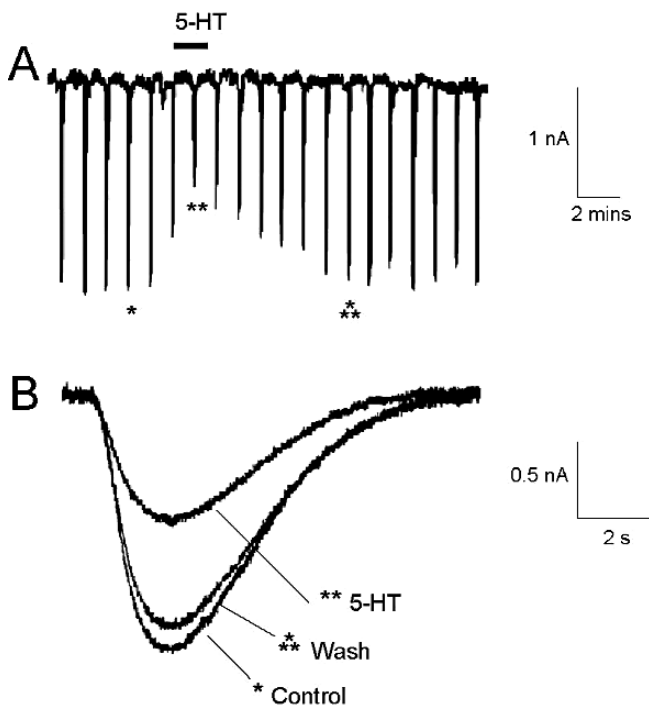 5-HT
A
1 nA
2 mins
**
*
*
**
B
0.5 nA
2 s
** 5-HT
*
** Wash
* Control